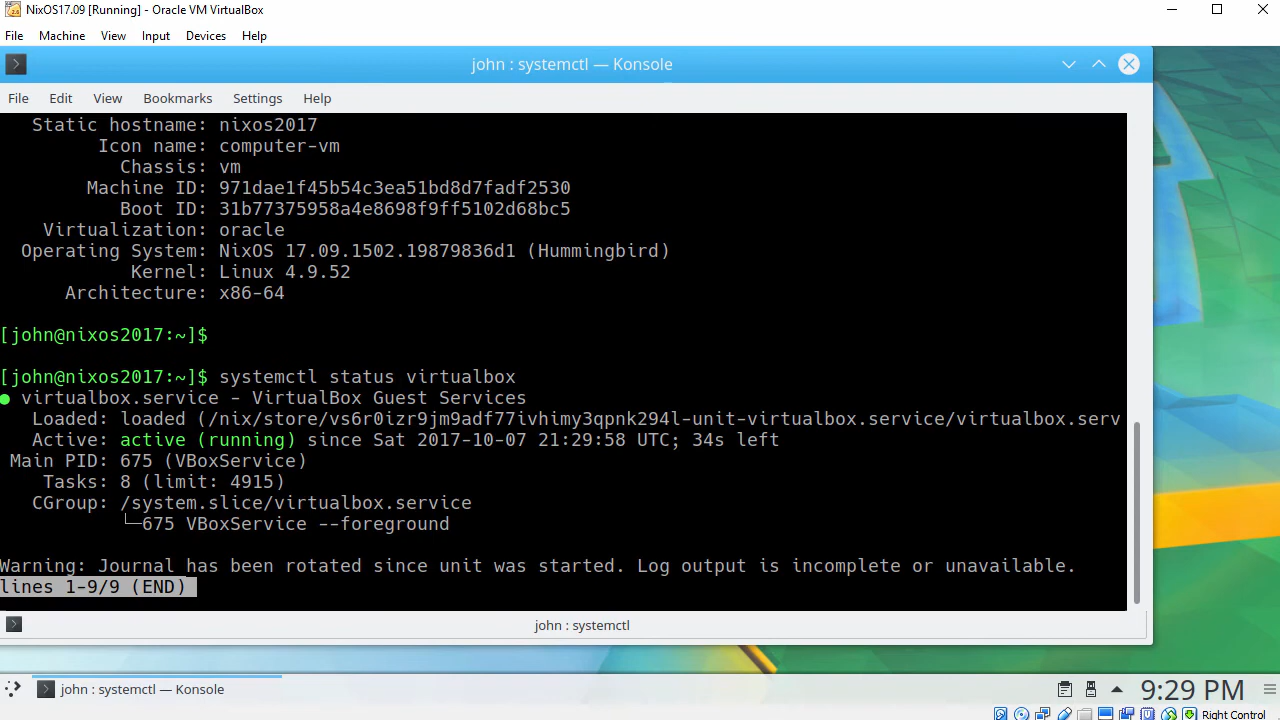 NixOS17.09 [Running] - Oracle VM VirtualBox
File Machine View Input Devices Help
john : systemctl — Konsole
File Edit View Bookmarks Settings Help
Static hostname: nixos2017
Icon name: computer-vm
Chassis: vm
Machine ID: 971dae1f45b54c3ea51bd8d7fadf2530
Boot ID: 31b77375958a4e8698f9ff5102d68bc5
Virtualization: oracle
Operating System: NixOS 17.09.1502.19879836d1 (Hummingbird)
Kernel: Linux 4.9.52
Architecture: x86-64
[john@nixos2017:~]$
[john@nixos2017:~]$ systemctl status virtualbox
● virtualbox.service - VirtualBox Guest Services
Loaded: loaded (/nix/store/vs6r0izr9jm9adf77ivhimy3qpnk294l-unit-virtualbox.service/virtualbox.serv
Active: active (running) since Sat 2017-10-07 21:29:58 UTC; 34s left
Main PID: 675 (VBoxService)
Tasks: 8 (limit: 4915)
CGroup: /system.slice/virtualbox.service
└─675 VBoxService --foreground
Warning: Journal has been rotated since unit was started. Log output is incomplete or unavailable.
lines 1-9/9 (END)
john : systemctl
john : systemctl — Konsole
9:29 PM
Right Control